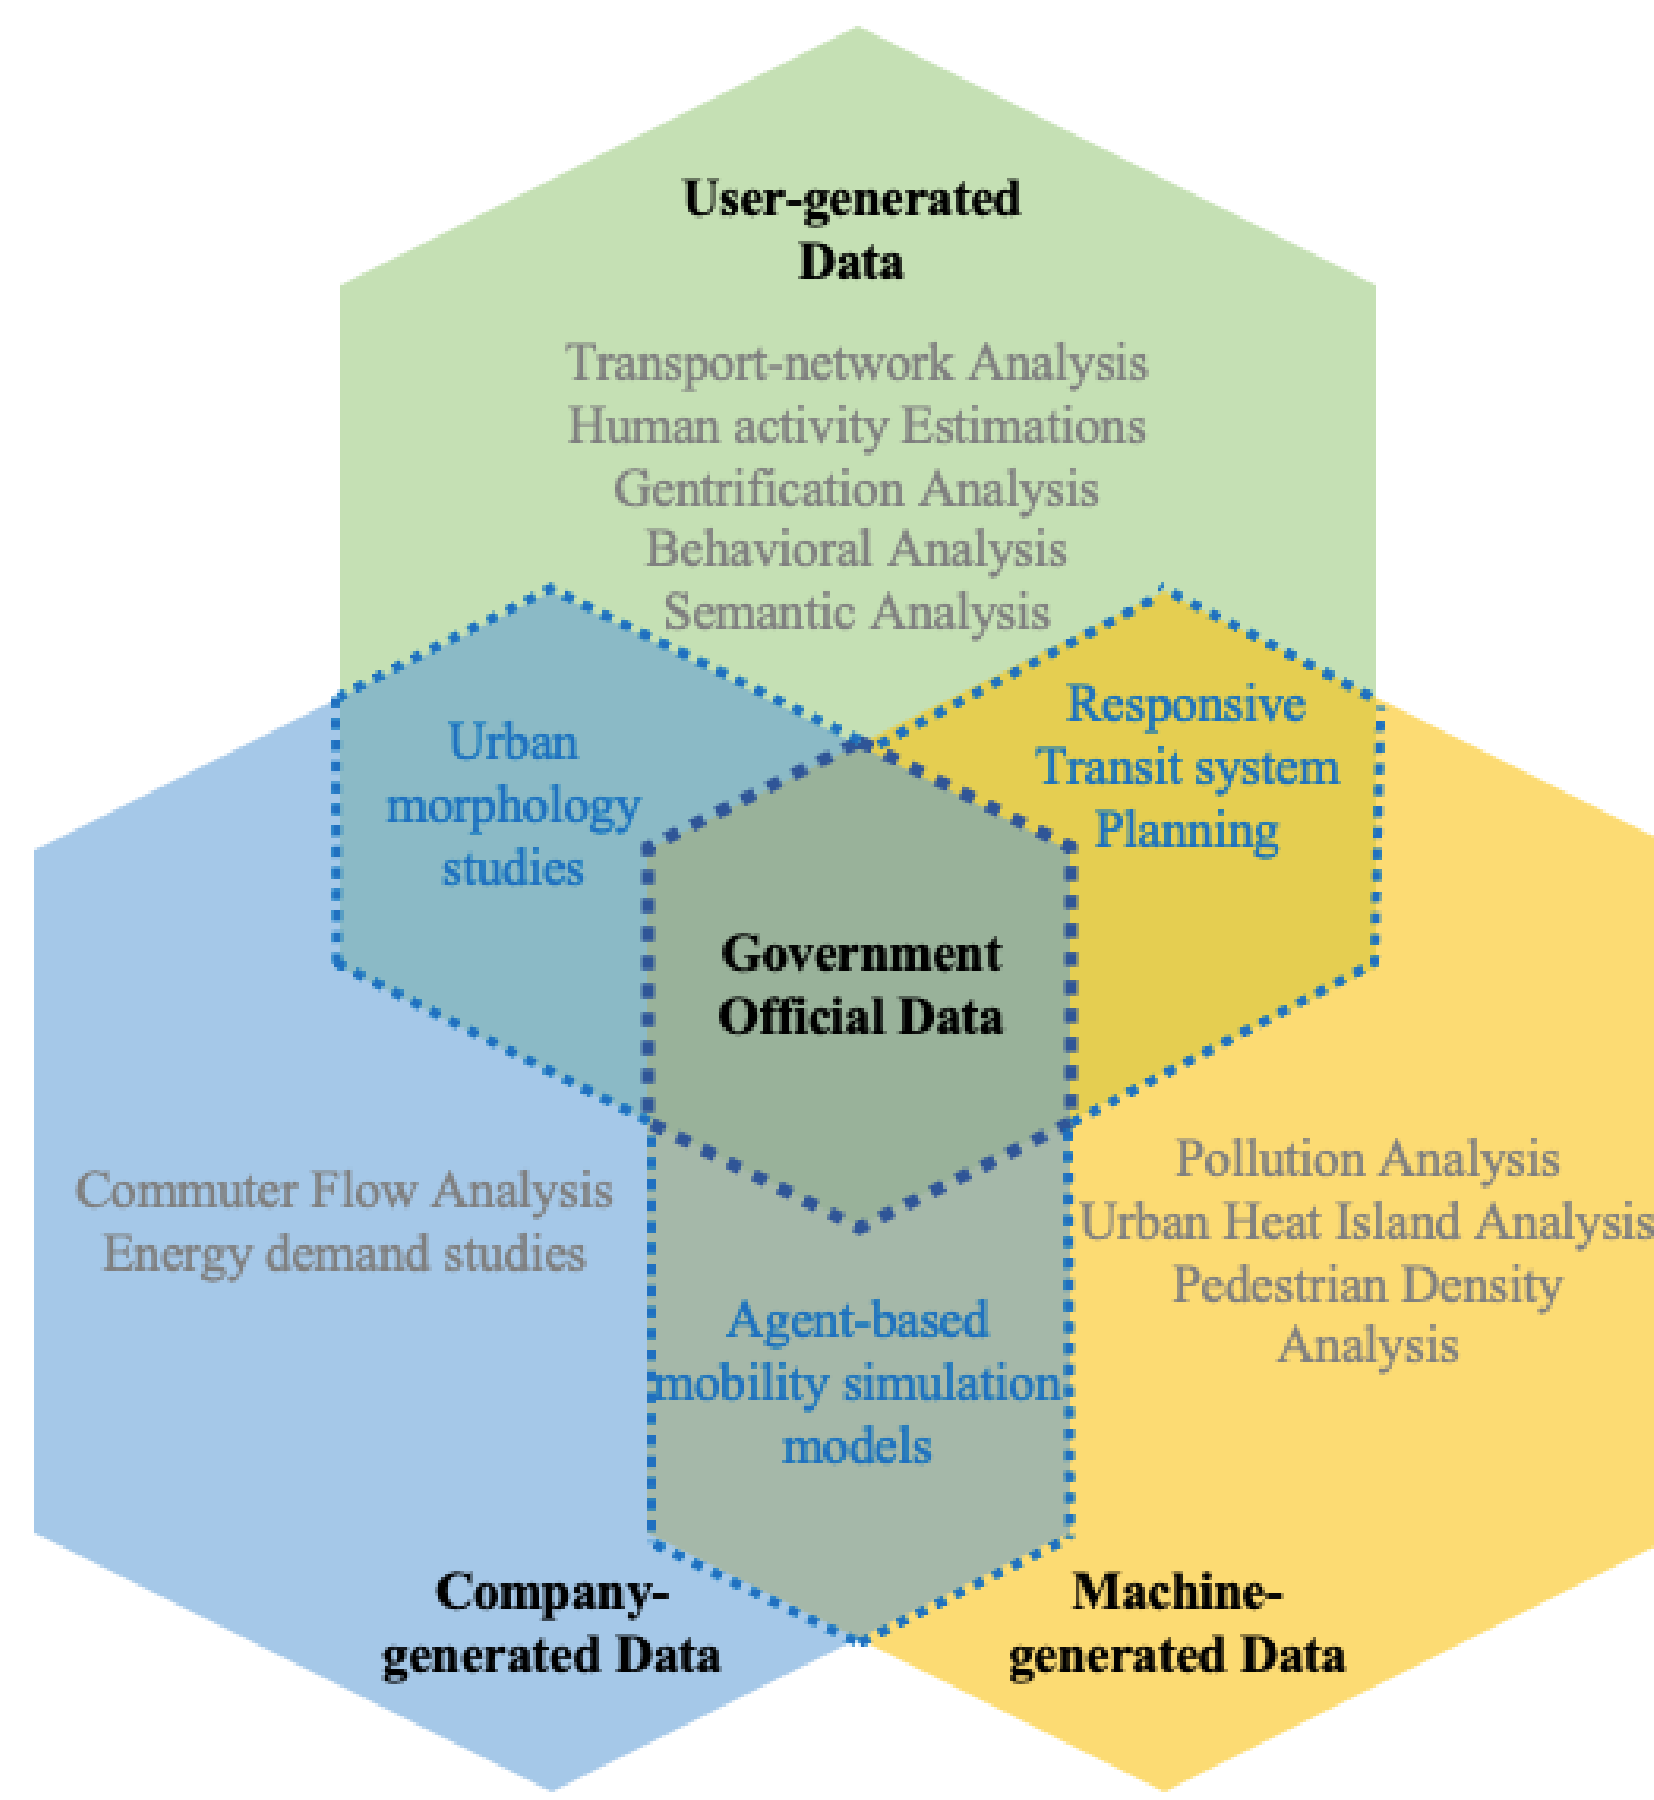 User-generated
Data
Transport-network Analysis
Human activity Estimations
Gentrification Analysis
Behavioral Analysis
Semantic Analysis
Urban
morphology
studies
Responsive
Transit system
Planning
Government
Official Data
Commuter Flow Analysis
Energy demand studies
Pollution Analysis
Urban Heat Island Analysis
Pedestrian Density
Analysis
Agent-based
mobility simulation
models
Company-
generated Data
Machine-
generated Data